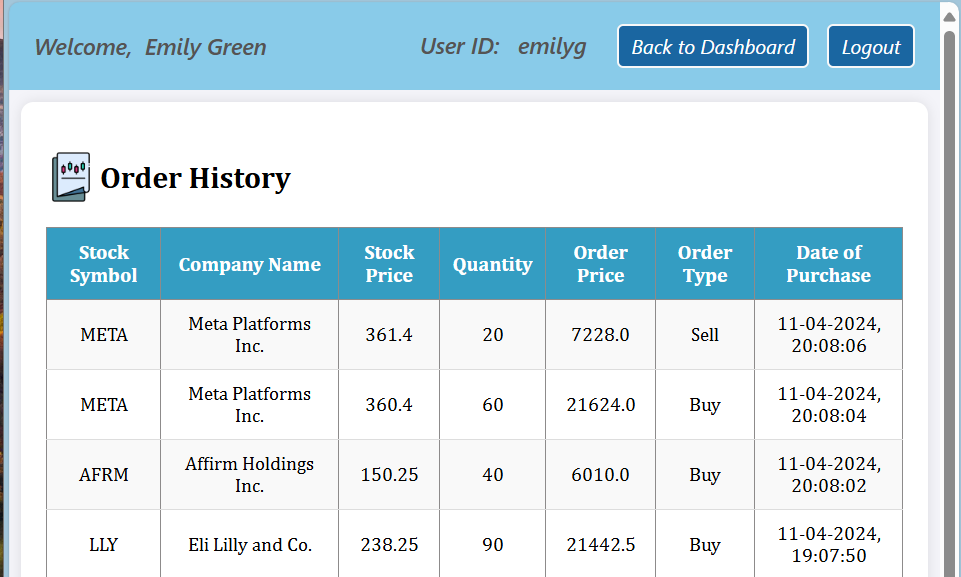 Welcome, Emily Green User ID: emilyg Back to Dashboard Logout
Order History
Stock Symbol Company Name Stock Price Quantity Order Price Order Type Date of Purchase
META Meta Platforms Inc. 361.4 20 7228.0 Sell 11-04-2024, 20:08:06
META Meta Platforms Inc. 360.4 60 21624.0 Buy 11-04-2024, 20:08:04
AFRM Affirm Holdings Inc. 150.25 40 6010.0 Buy 11-04-2024, 20:08:02
LLY Eli Lilly and Co. 238.25 90 21442.5 Buy 11-04-2024, 19:07:50